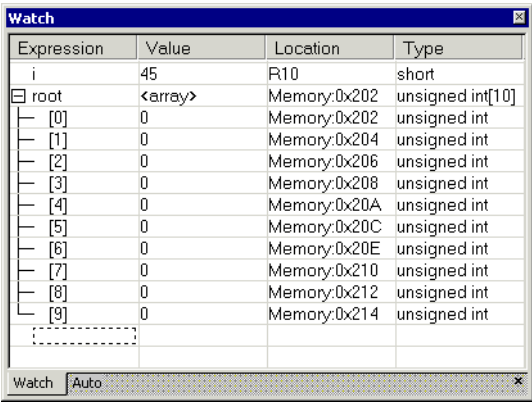 Watch
Expression Value Location Type
i 45 R10 short
root <array> Memory:0x202 unsigned int[10]
[0] 0 Memory:0x202 unsigned int
[1] 0 Memory:0x204 unsigned int
[2] 0 Memory:0x206 unsigned int
[3] 0 Memory:0x208 unsigned int
[4] 0 Memory:0x20A unsigned int
[5] 0 Memory:0x20C unsigned int
[6] 0 Memory:0x20E unsigned int
[7] 0 Memory:0x210 unsigned int
[8] 0 Memory:0x212 unsigned int
[9] 0 Memory:0x214 unsigned int
Watch Auto